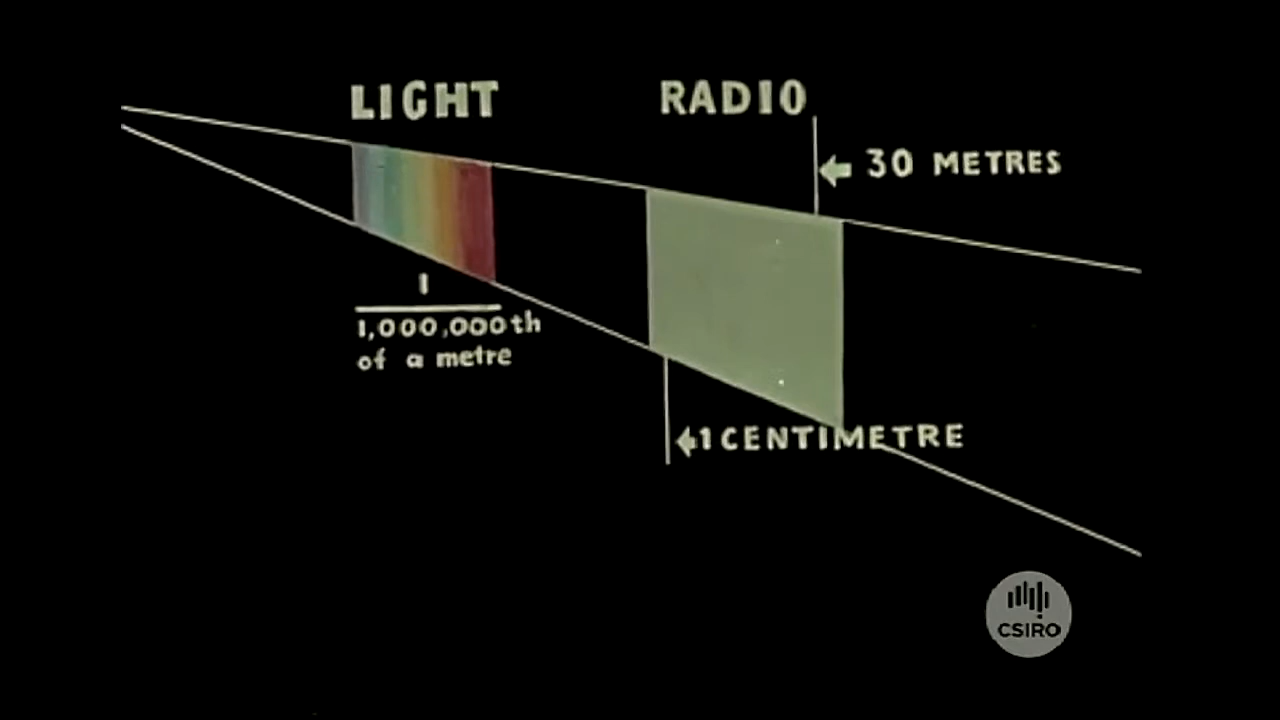 LIGHT
RADIO
30 METRES
1
1,000,000th
of a metre
1 CENTIMETRE
CSIRO